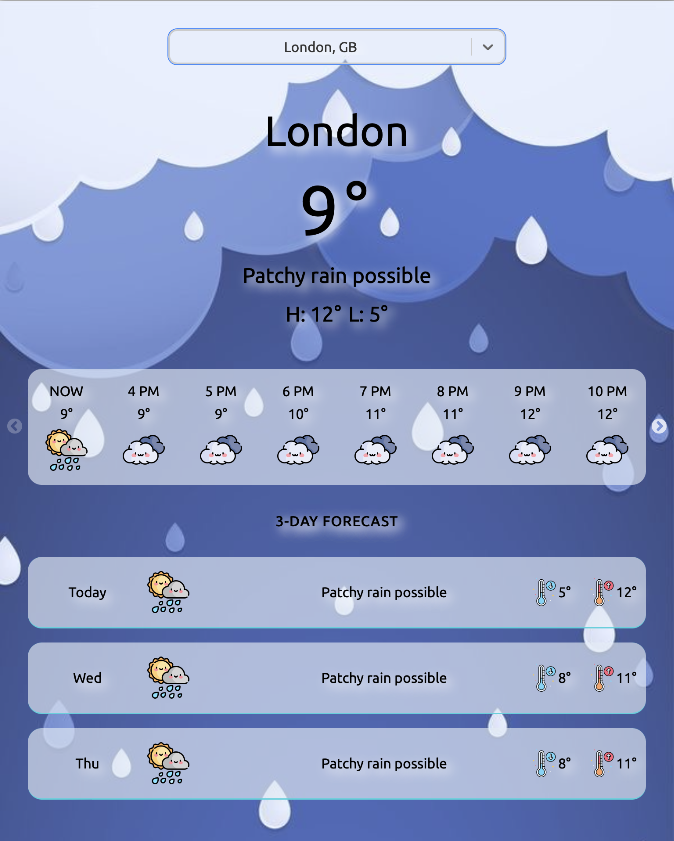 London, GB
London
9°
Patchy rain possible
H: 12° L: 5°
NOW 4 PM 5 PM 6 PM 7 PM 8 PM 9 PM 10 PM
9° 9° 9° 10° 11° 11° 12° 12°
3-DAY FORECAST
Today Patchy rain possible 5° 12°
Wed Patchy rain possible 8° 11°
Thu Patchy rain possible 8° 11°